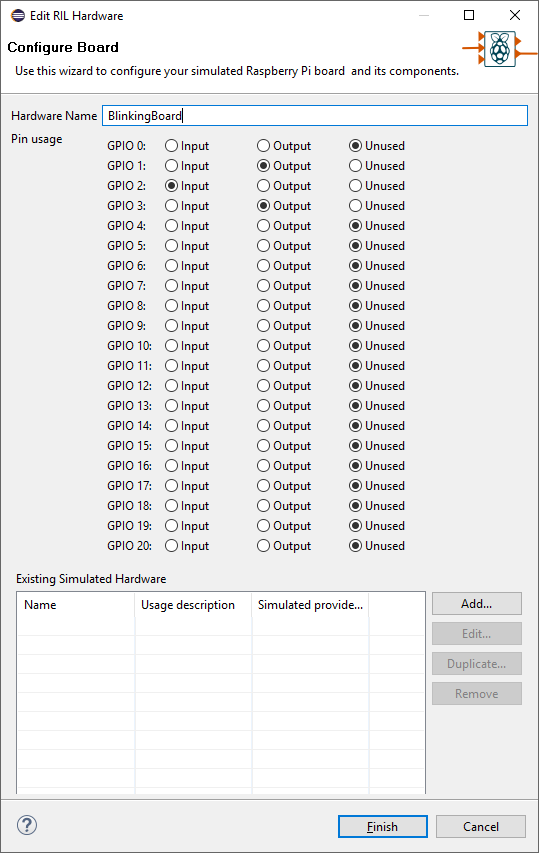 Edit RIL Hardware
Configure Board
Use this wizard to configure your simulated Raspberry Pi board and its components.
Hardware Name BlinkingBoard
Pin usage
GPIO 0: Input Output Unused
GPIO 1: Input Output Unused
GPIO 2: Input Output Unused
GPIO 3: Input Output Unused
GPIO 4: Input Output Unused
GPIO 5: Input Output Unused
GPIO 6: Input Output Unused
GPIO 7: Input Output Unused
GPIO 8: Input Output Unused
GPIO 9: Input Output Unused
GPIO 10: Input Output Unused
GPIO 11: Input Output Unused
GPIO 12: Input Output Unused
GPIO 13: Input Output Unused
GPIO 14: Input Output Unused
GPIO 15: Input Output Unused
GPIO 16: Input Output Unused
GPIO 17: Input Output Unused
GPIO 18: Input Output Unused
GPIO 19: Input Output Unused
GPIO 20: Input Output Unused
Existing Simulated Hardware
Name Usage description Simulated provide...
Add...
Edit...
Duplicate...
Remove
? Finish Cancel